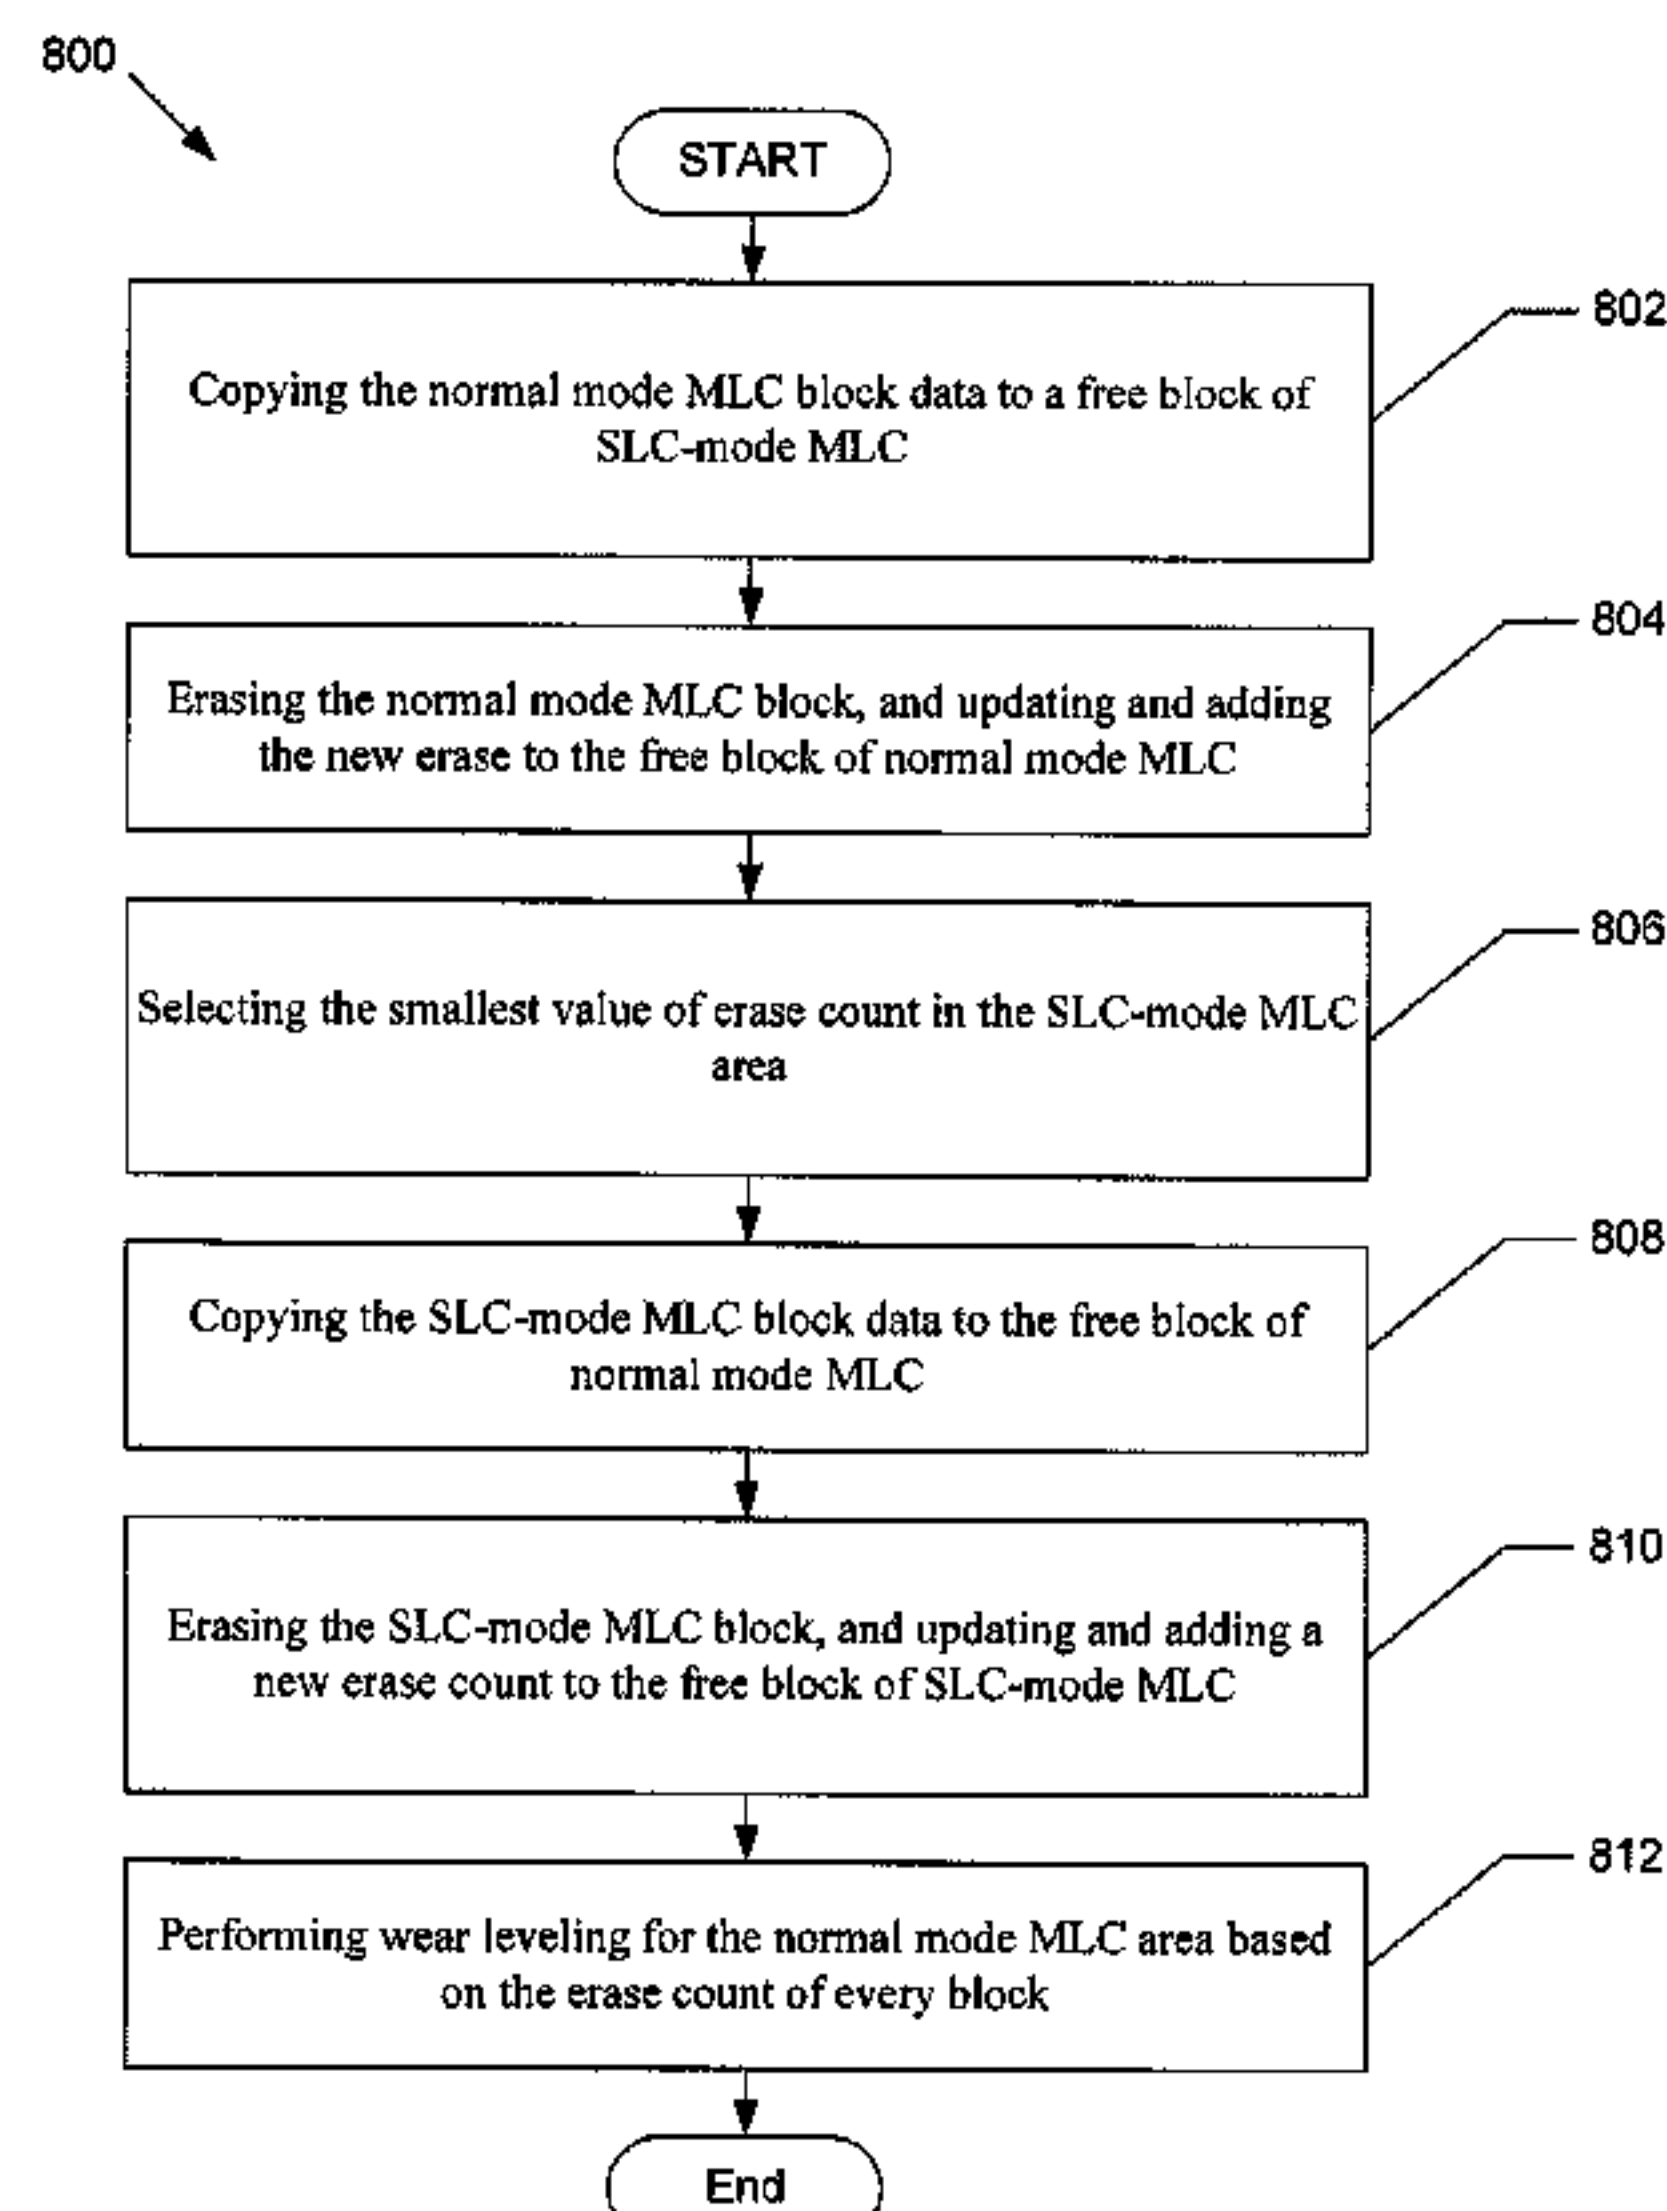 800
START
802
Copying the normal mode MLC block data to a free block of
SLC-mode MLC
804
Erasing the normal mode MLC block, and updating and adding
the new erase to the free block of normal mode MLC
806
Selecting the smallest value of erase count in the SLC-mode MLC
area
808
Copying the SLC-mode MLC block data to the free block of
normal mode MLC
810
Erasing the SLC-mode MLC block, and updating and adding a
new erase count to the free block of SLC-mode MLC
812
Performing wear leveling for the normal mode MLC area based
on the erase count of every block
End